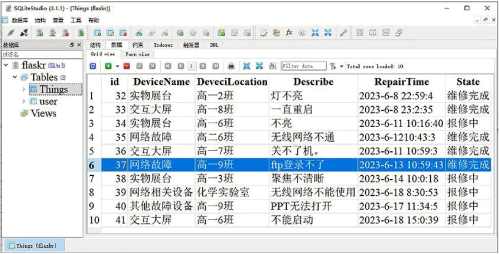 SQLiteStudio (3.1.1) - [Things (flaskr)]
数据库 结构 查看 工具 帮助
数据库
flaskr
Tables (2)
Things
user
Views
结构 数据 约束 Indexes 触发器 DDL
Grid view Form view
Filter data Total rows loaded: 10
id DeviceName DeveciLocation Describe RepairTime State
1 32 实物展台 高一2班 灯不亮 2023-6-8 22:59:4 维修完成
2 33 交互大屏 高一8班 一直重启 2023-6-8 23:2:35 维修完成
3 34 实物展台 高一6班 不亮 2023-6-11 10:16:40 报修中
4 35 网络故障 高二6班 无线网络不通 2023-6-1210:43:3 维修完成
5 36 交互大屏 高一7班 关不了机。 2023-6-11 10:59:3 维修完成
6 37 网络故障 高一9班 ftp登录不了 2023-6-13 10:59:43 维修完成
7 38 实物展台 高一3班 聚焦不清晰 2023-6-14 10:0:18 报修中
8 39 网络相关设备 化学实验室 无线网络不能使用 2023-6-18 8:30:53 报修中
9 40 其他故障设备 高一9班 PPT无法打开 2023-6-17 11:34:5 报修中
10 41 交互大屏 高一6班 不能启动 2023-6-18 15:0:39 报修中
Things (flaskr)